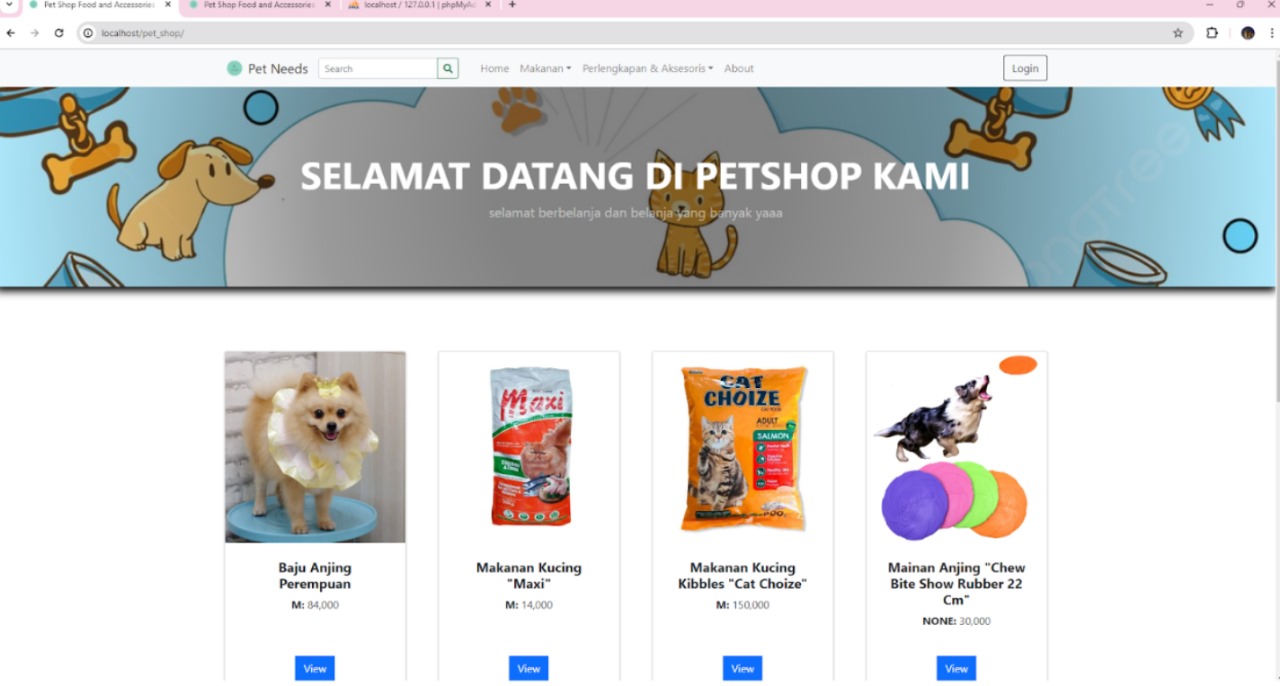 Pet Shop Food and Accessories
Pet Shop Food and Accessories
localhost / 127.0.0.1 | phpMyAd
localhost/pet_shop/
Pet Needs
Search
Home
Makanan
Perlengkapan & Aksesoris
About
Login
SELAMAT DATANG DI PETSHOP KAMI
selamat berbelanja dan belanja yang banyak yaaa
Maxi
CAT
CHOIZE
CAT FOOD
ADULT
SALMON
Baju Anjing
Perempuan
M: 84,000
View
Makanan Kucing
"Maxi"
M: 14,000
View
Makanan Kucing
Kibbles "Cat Choize"
M: 150,000
View
Mainan Anjing "Chew
Bite Show Rubber 22
Cm"
NONE: 30,000
View